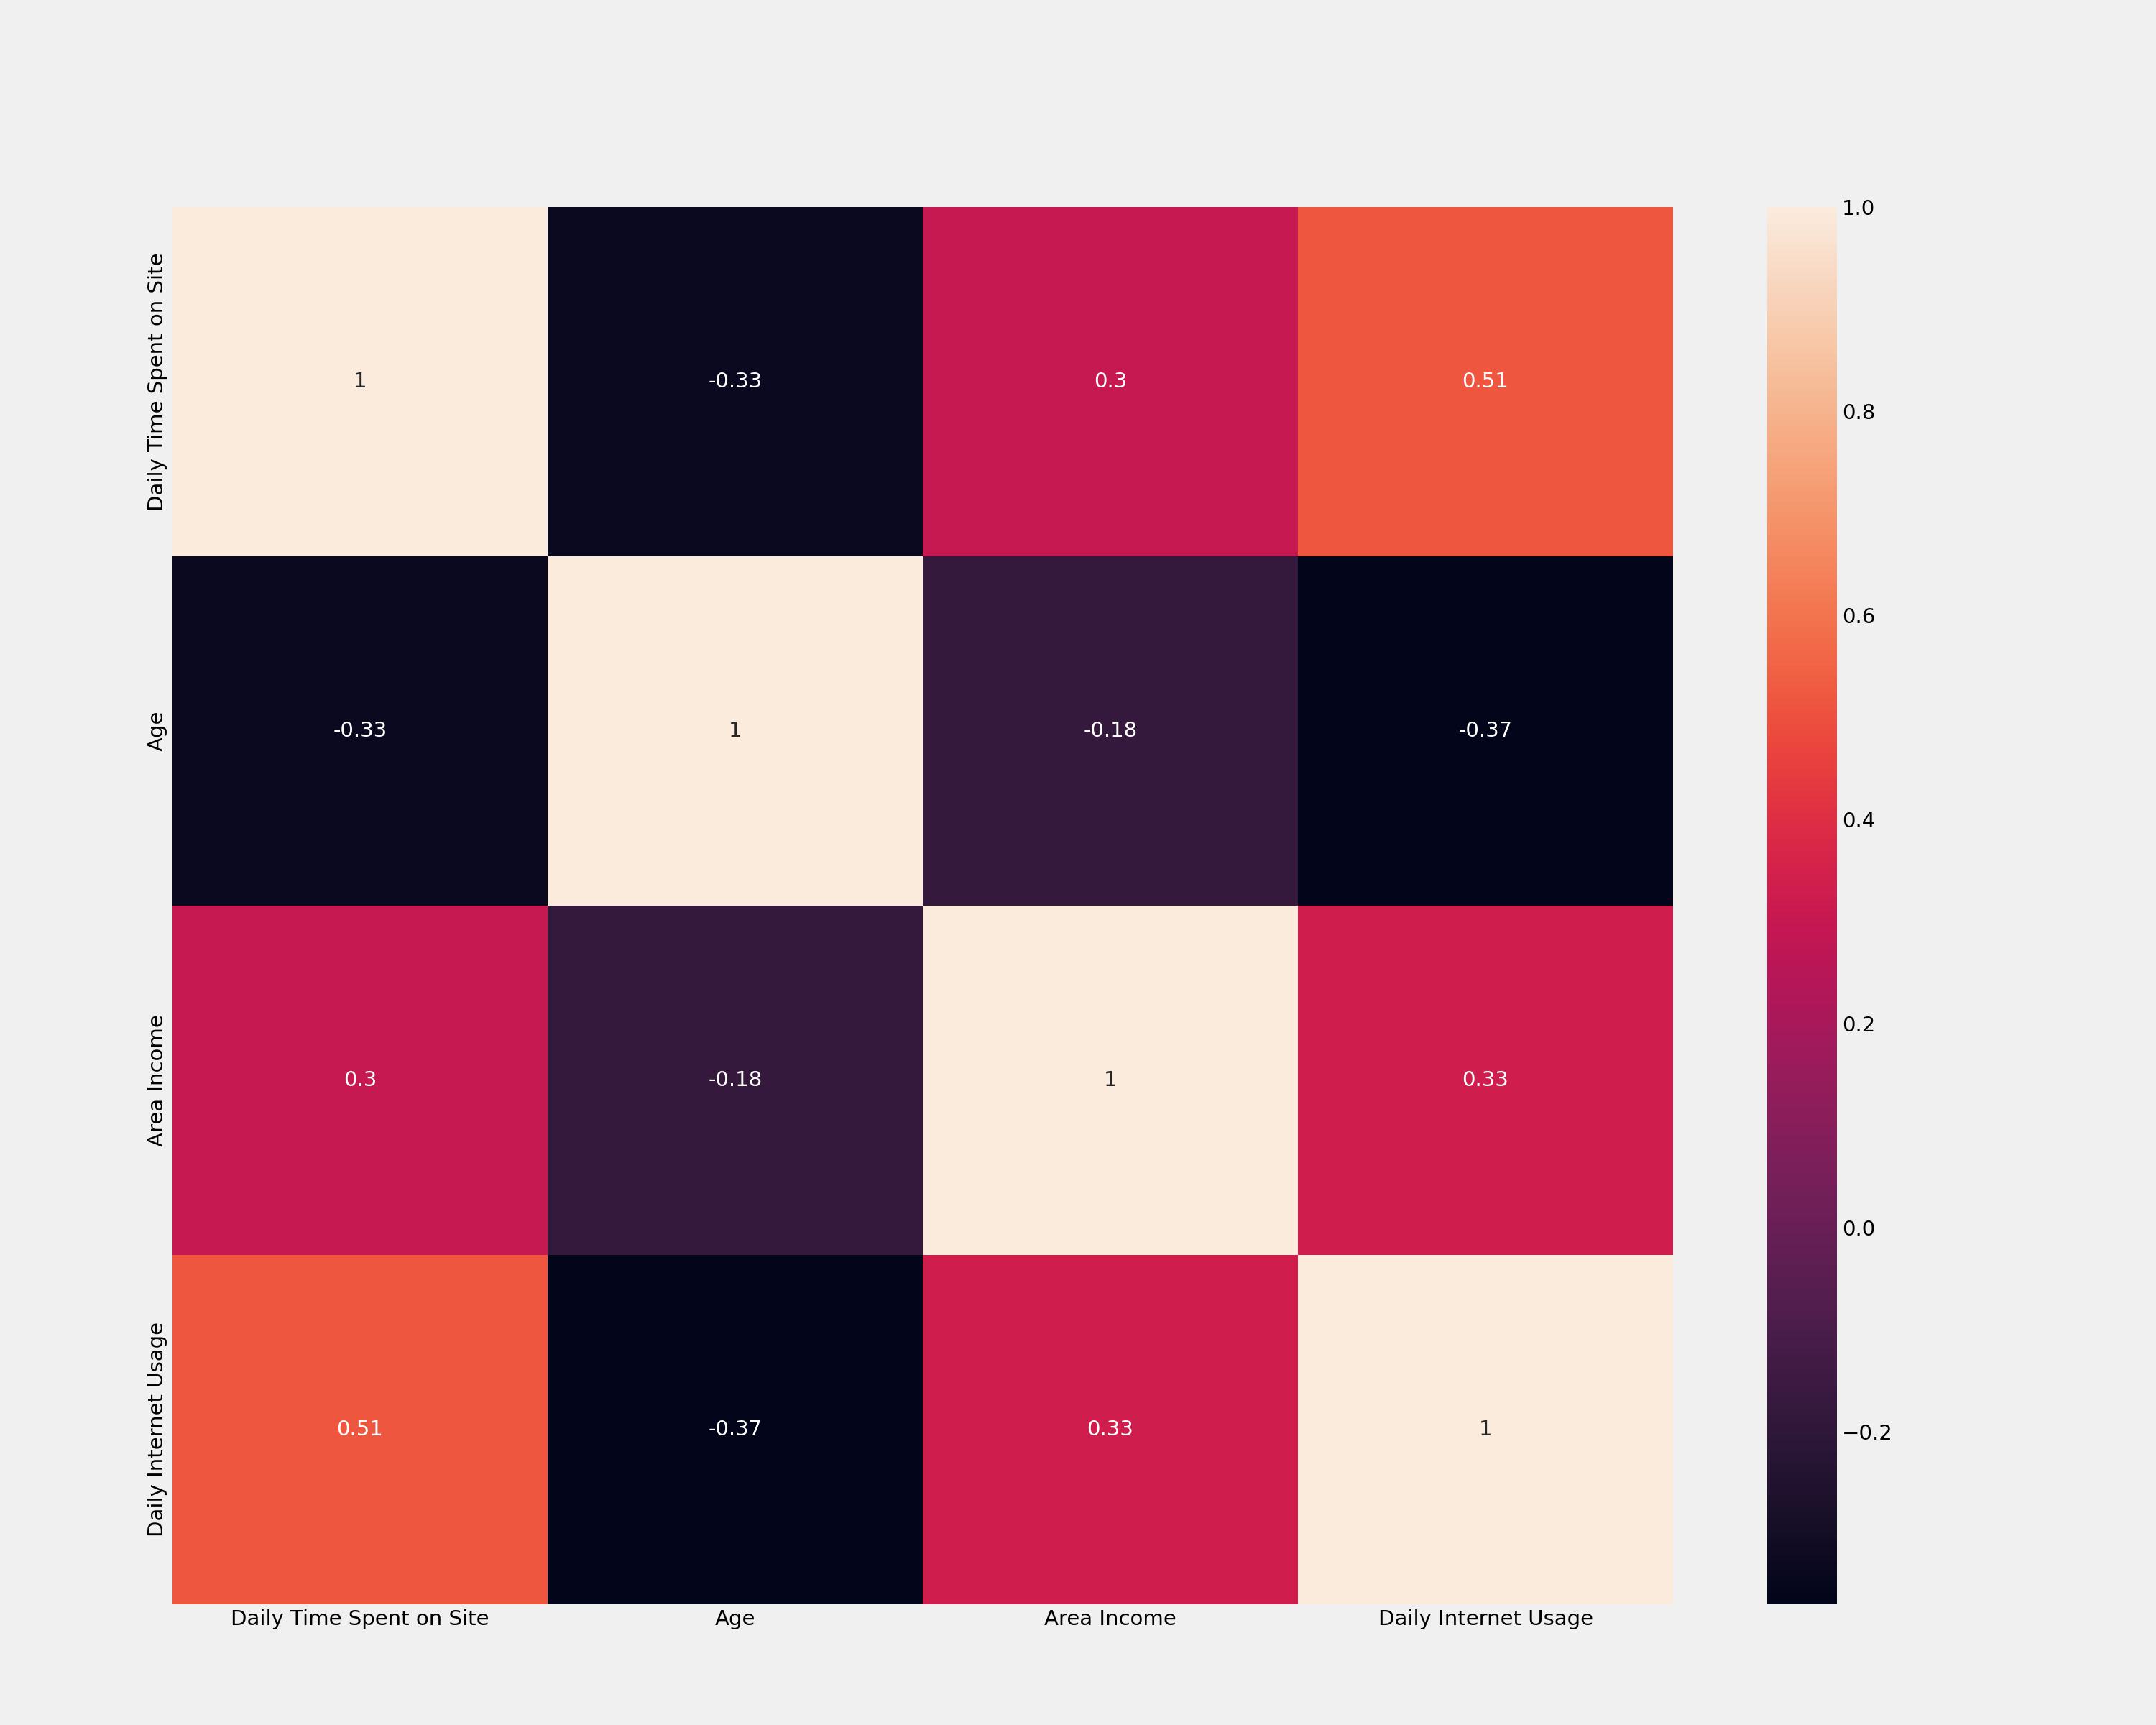 1.0
Daily Time Spent on Site
1
-0.33
0.3
0.51
0.8
0.6
Age
-0.33
1
-0.18
-0.37
0.4
0.2
Area Income
0.3
-0.18
1
0.33
0.0
Daily Internet Usage
0.51
-0.37
0.33
1
−0.2
Daily Time Spent on Site
Age
Area Income
Daily Internet Usage